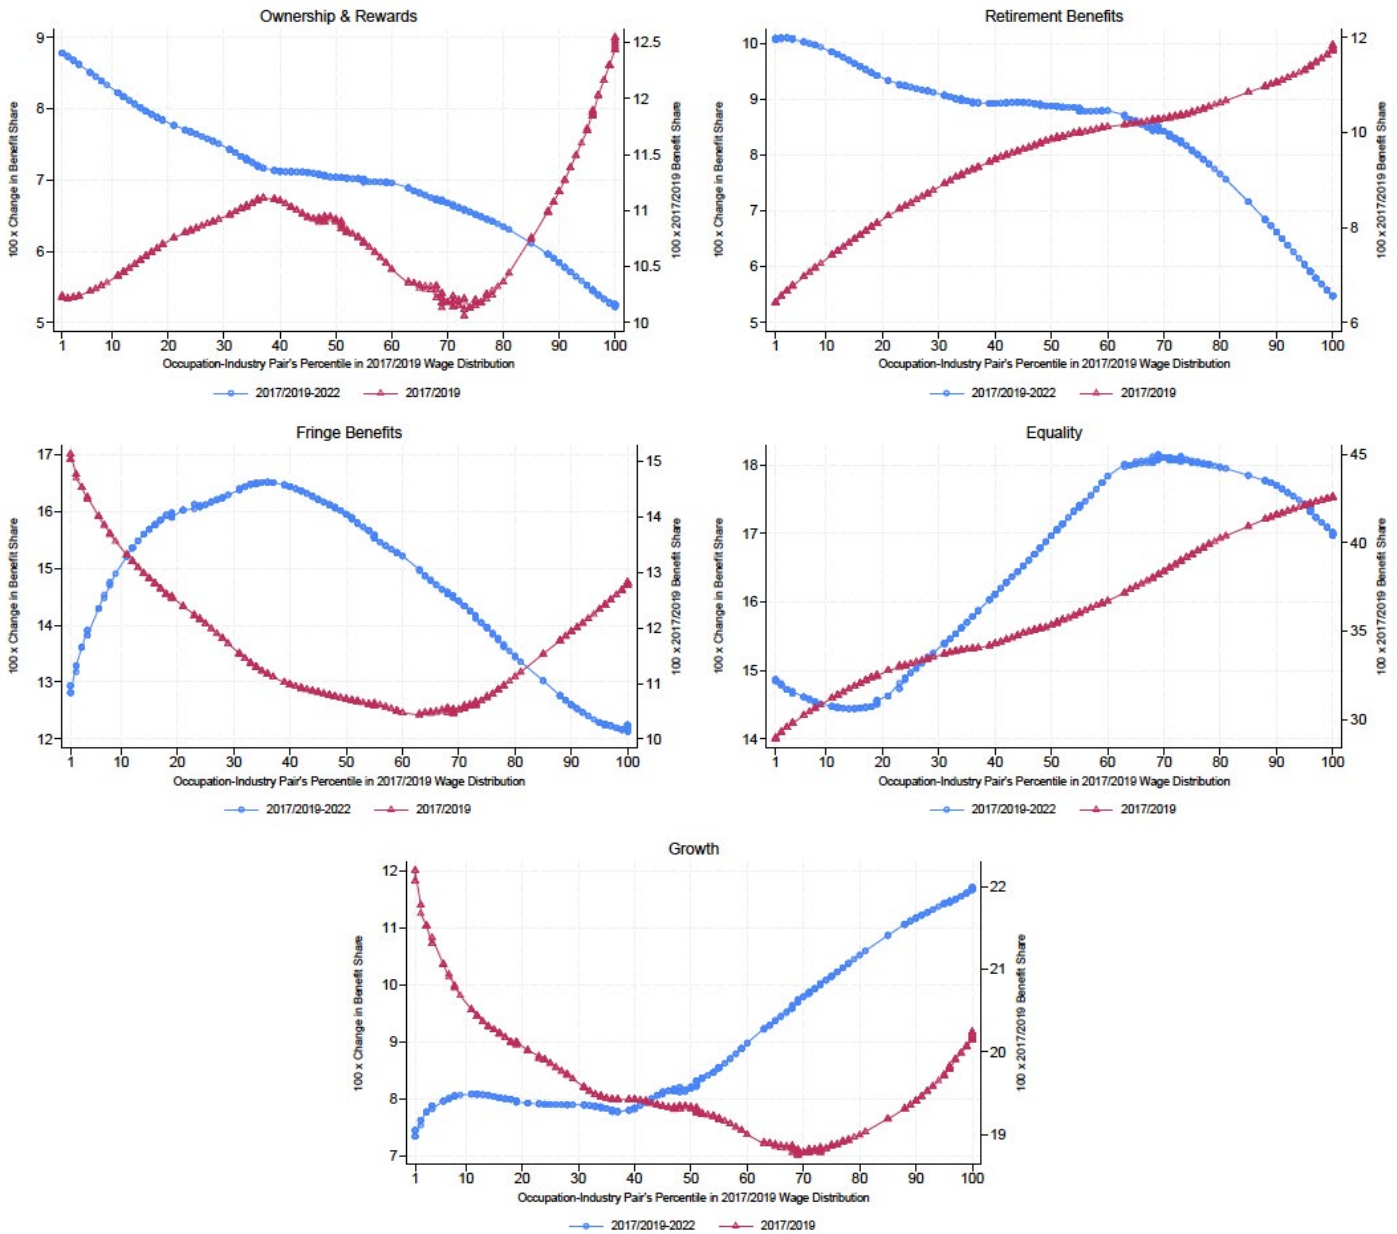 Ownership & Rewards
100 x Change in Benefit Share
9
8
7
6
5
12.5
12
11.5
11
10.5
10
100 x 2017/2019 Benefit Share
1 10 20 30 40 50 60 70 80 90 100
Occupation-Industry Pair's Percentile in 2017/2019 Wage Distribution
2017/2019-2022 2017/2019
Retirement Benefits
100 x Change in Benefit Share
10
9
8
7
6
5
12
10
8
6
100 x 2017/2019 Benefit Share
1 10 20 30 40 50 60 70 80 90 100
Occupation-Industry Pair's Percentile in 2017/2019 Wage Distribution
2017/2019-2022 2017/2019
Fringe Benefits
100 x Change in Benefit Share
17
16
15
14
13
12
15
14
13
12
11
10
100 x 2017/2019 Benefit Share
1 10 20 30 40 50 60 70 80 90 100
Occupation-Industry Pair's Percentile in 2017/2019 Wage Distribution
2017/2019-2022 2017/2019
Equality
100 x Change in Benefit Share
18
17
16
15
14
45
40
35
30
100 x 2017/2019 Benefit Share
1 10 20 30 40 50 60 70 80 90 100
Occupation-Industry Pair's Percentile in 2017/2019 Wage Distribution
2017/2019-2022 2017/2019
Growth
100 x Change in Benefit Share
12
11
10
9
8
7
22
21
20
19
100 x 2017/2019 Benefit Share
1 10 20 30 40 50 60 70 80 90 100
Occupation-Industry Pair's Percentile in 2017/2019 Wage Distribution
2017/2019-2022 2017/2019